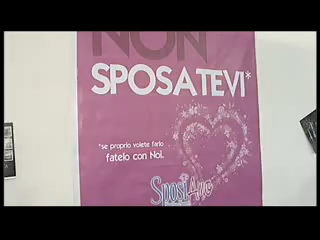 NON
SPOSATEVI*
*se proprio volete farlo
fatelo con Noi.
SposiAmo